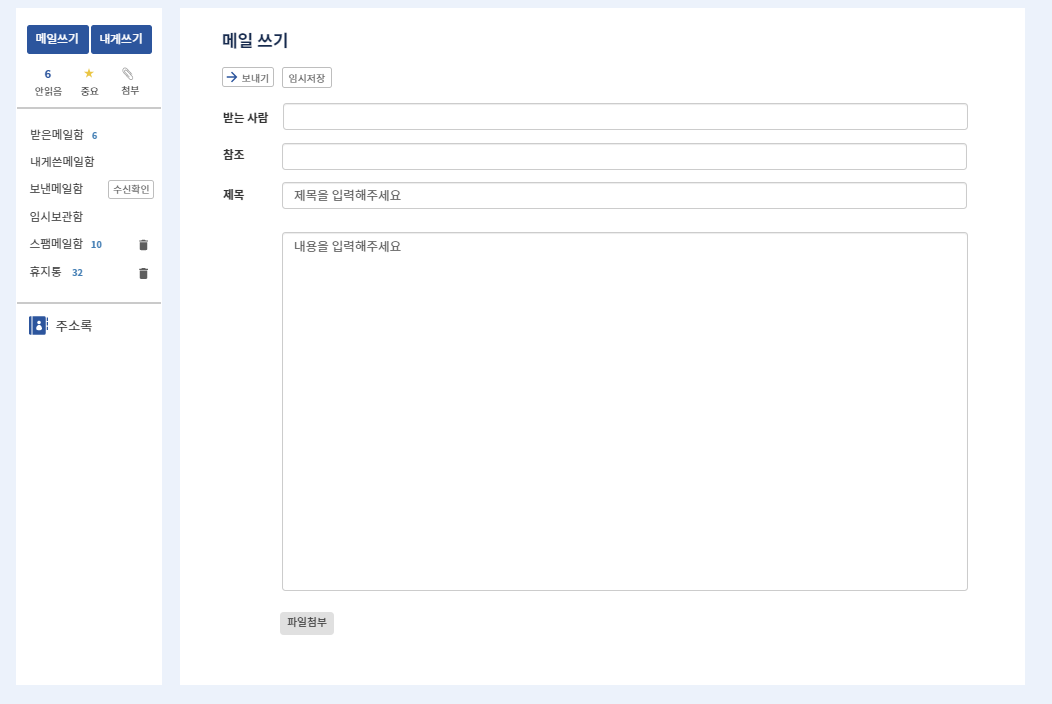 메일쓰기 내게쓰기
6
안읽음 중요 첨부
받은메일함 6
내게쓴메일함
보낸메일함 수신확인
임시보관함
스팸메일함 10
휴지통 32
주소록
메일 쓰기
보내기 임시저장
받는 사람
참조
제목 제목을 입력해주세요
내용을 입력해주세요
파일첨부